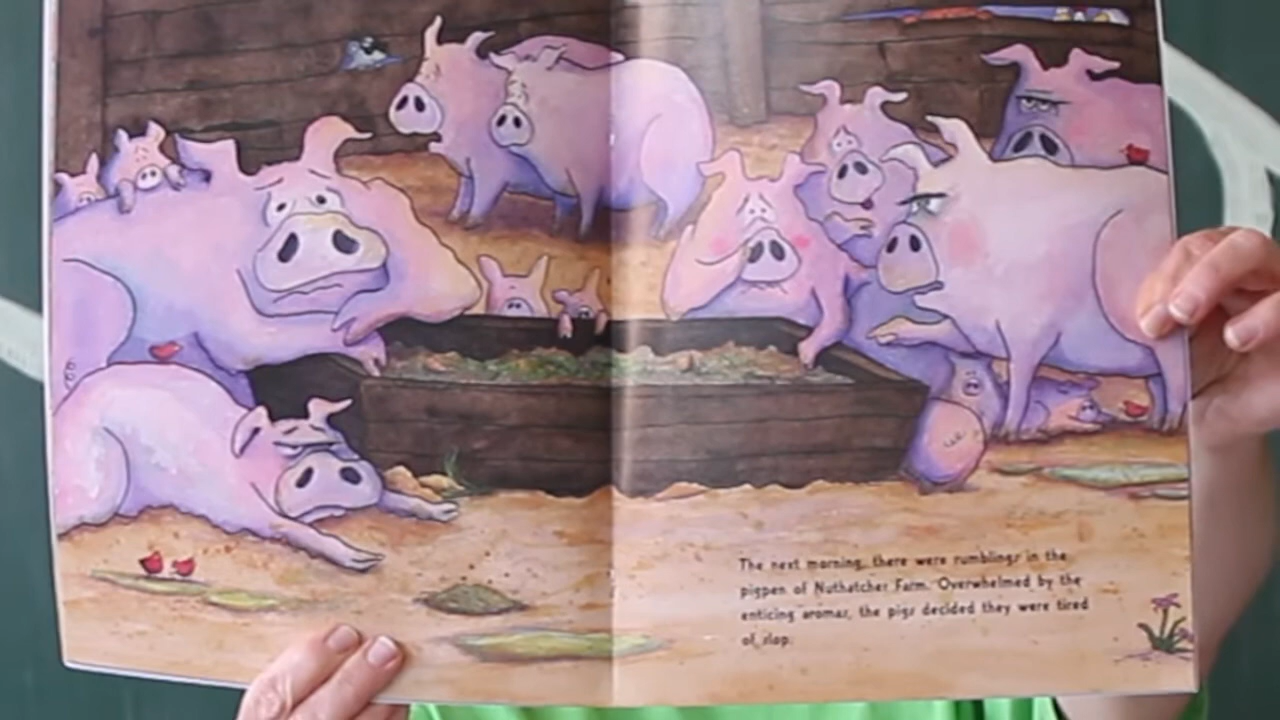 The next morning, there were rumblings in the
pigpen of Nuthatcher Farm. Overwhelmed by the
enticing aromas, the pigs decided they were tired
of slop.